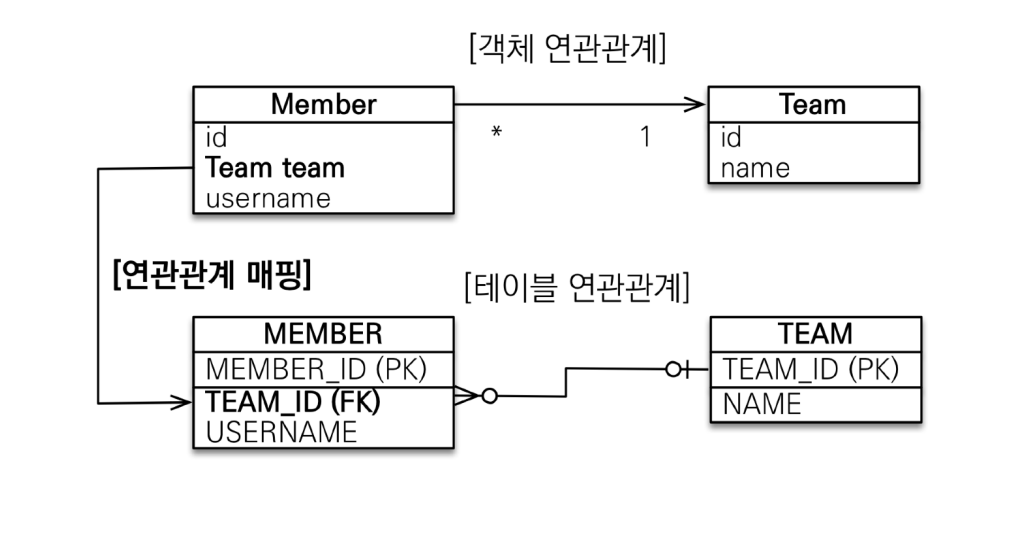 [객체 연관관계]
Member
id
Team team
username
* 1
Team
id
name
[연관관계 매핑]
[테이블 연관관계]
MEMBER
MEMBER_ID (PK)
TEAM_ID (FK)
USERNAME
TEAM
TEAM_ID (PK)
NAME